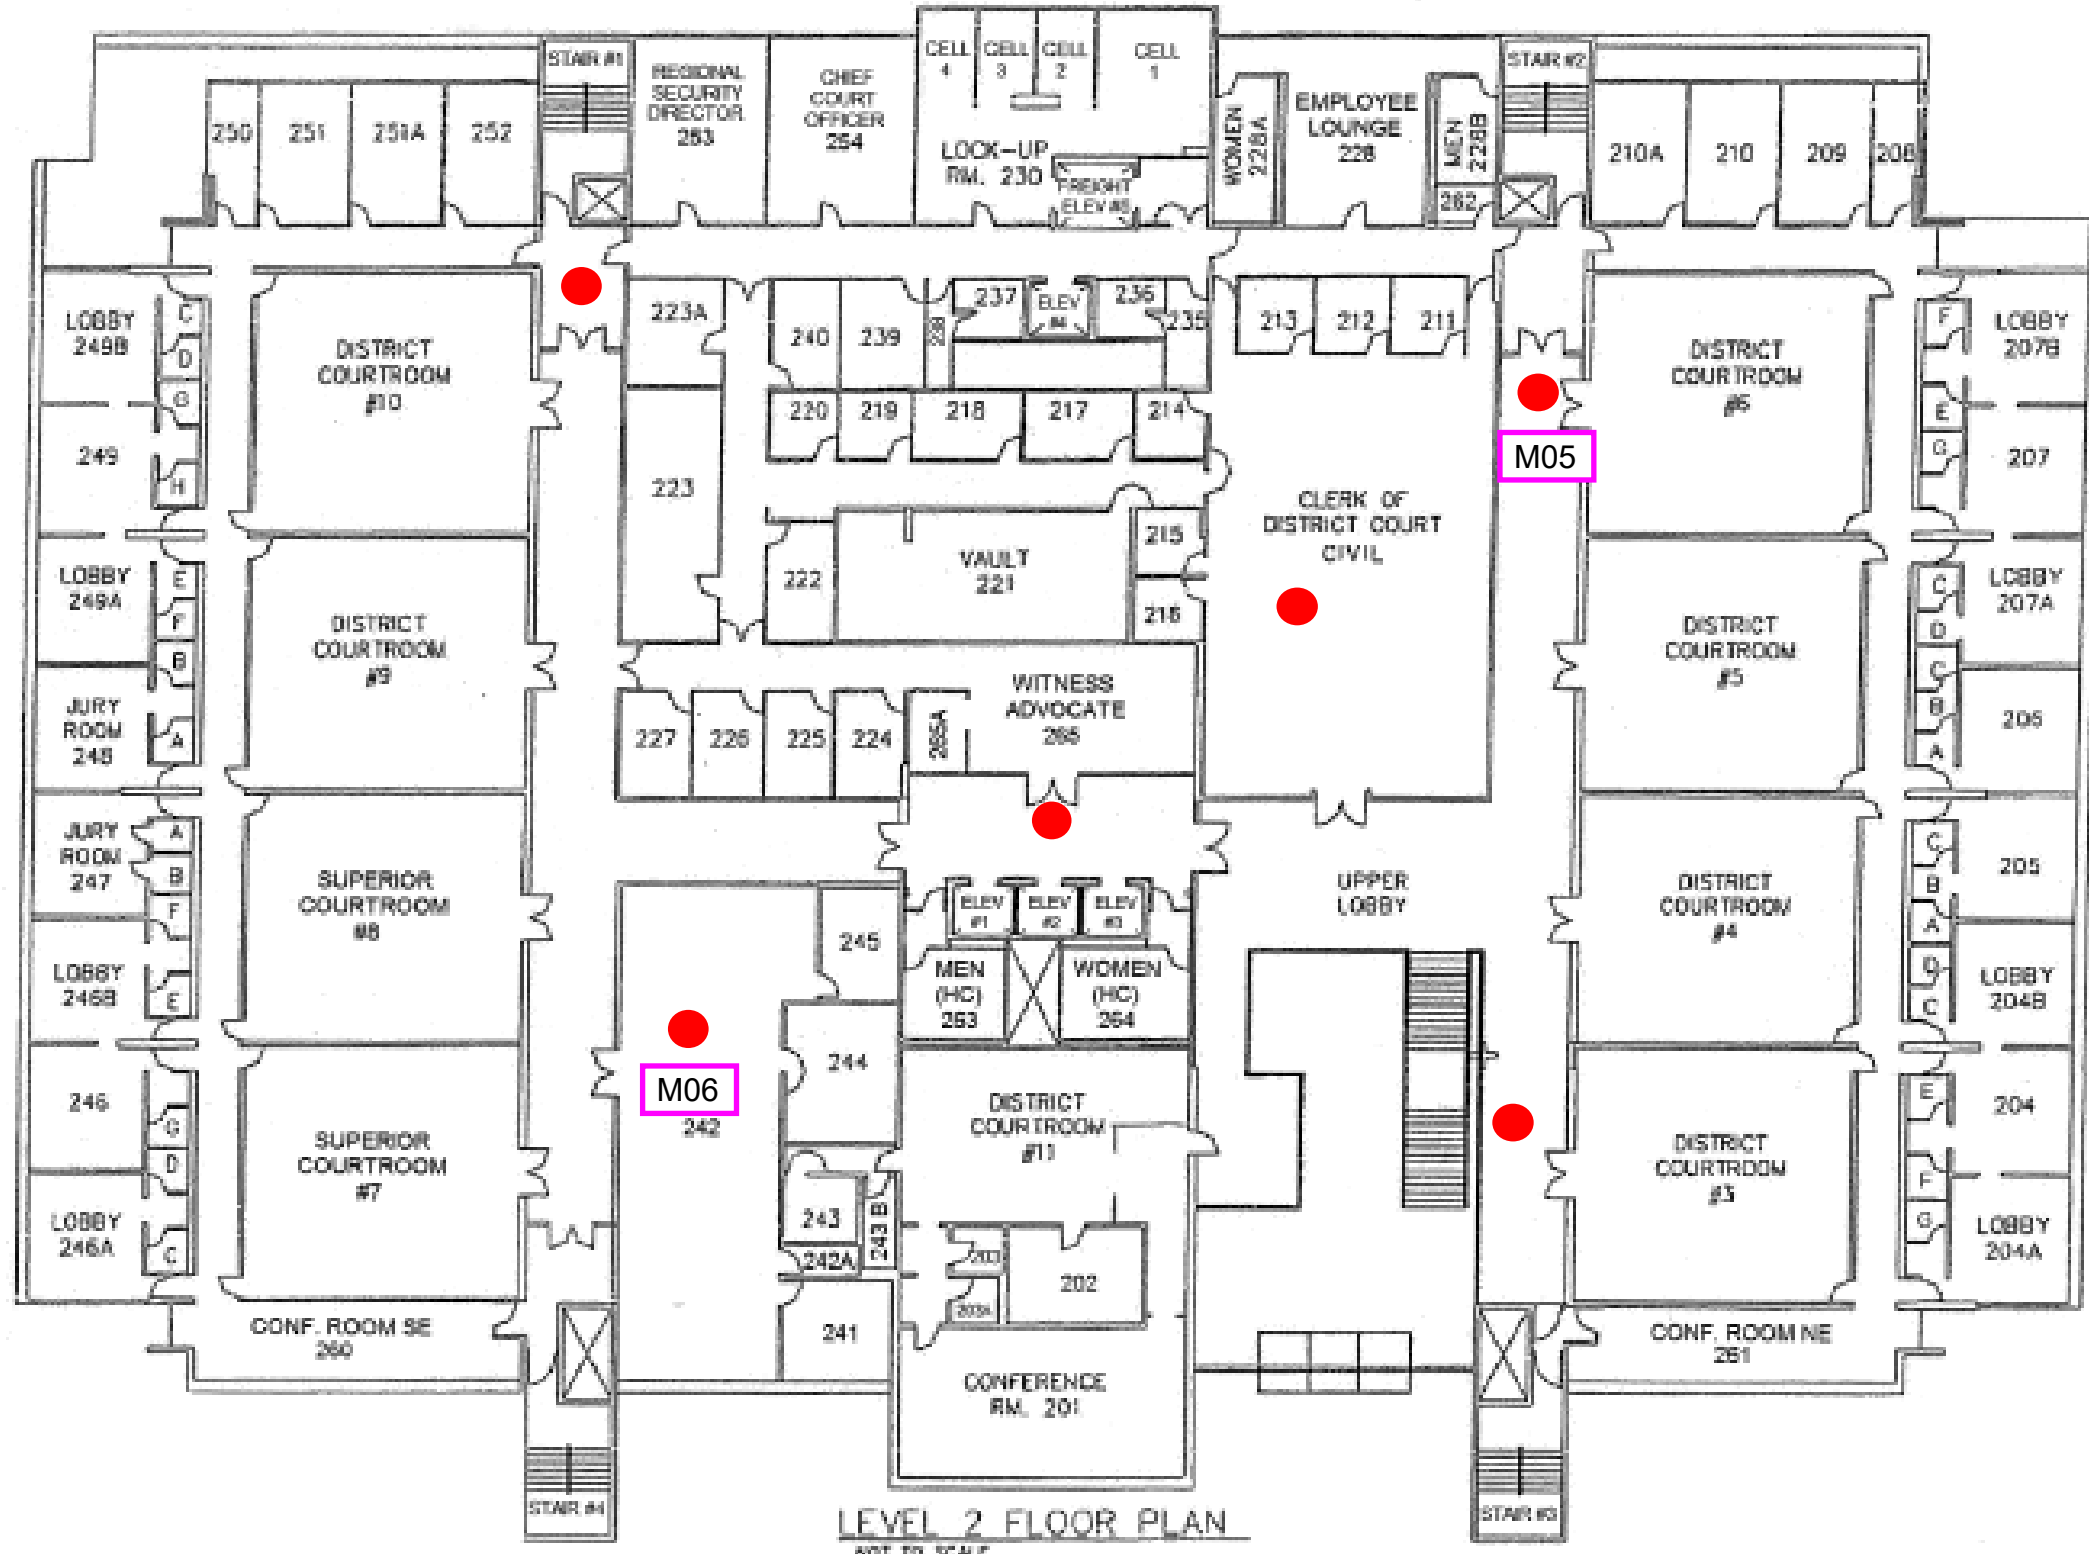 STAIR #1
REGIONAL
SECURITY
DIRECTOR
253
CHIEF
COURT
OFFICER
254
CELL
4
CELL
3
CELL
2
CELL
1
LOCK-UP
RM. 230
FREIGHT
ELEV #5
WOMEN
228A
EMPLOYEE
LOUNGE
228
MEN
228B
262
STAIR #2
250
251
251A
252
210A
210
209
208
LOBBY
249B
C
D
G
H
249
DISTRICT
COURTROOM
#10
223A
240
239
238
237
ELEV
#4
236
235
213
212
211
DISTRICT
COURTROOM
#6
F
E
G
LOBBY
207B
207
220
219
218
217
214
M05
223
222
VAULT
221
215
216
CLERK OF
DISTRICT COURT
CIVIL
LOBBY
249A
E
F
B
A
JURY
ROOM
248
DISTRICT
COURTROOM
#9
227
226
225
224
265A
WITNESS
ADVOCATE
265
DISTRICT
COURTROOM
#5
C
D
C
B
A
LOBBY
207A
206
JURY
ROOM
247
A
B
F
E
LOBBY
246B
SUPERIOR
COURTROOM
#8
245
ELEV
#1
ELEV
#2
ELEV
#3
MEN
(HC)
263
WOMEN
(HC)
264
UPPER
LOBBY
DISTRICT
COURTROOM
#4
C
B
A
D
C
205
LOBBY
204B
246
G
D
C
LOBBY
246A
SUPERIOR
COURTROOM
#7
M06
242
244
243
243 B
242A
241
DISTRICT
COURTROOM
#11
203
203A
202
DISTRICT
COURTROOM
#3
E
F
G
204
LOBBY
204A
CONF. ROOM SE
260
CONFERENCE
RM. 201
CONF. ROOM NE
261
STAIR #4
STAIR #3
LEVEL 2 FLOOR PLAN
NOT TO SCALE